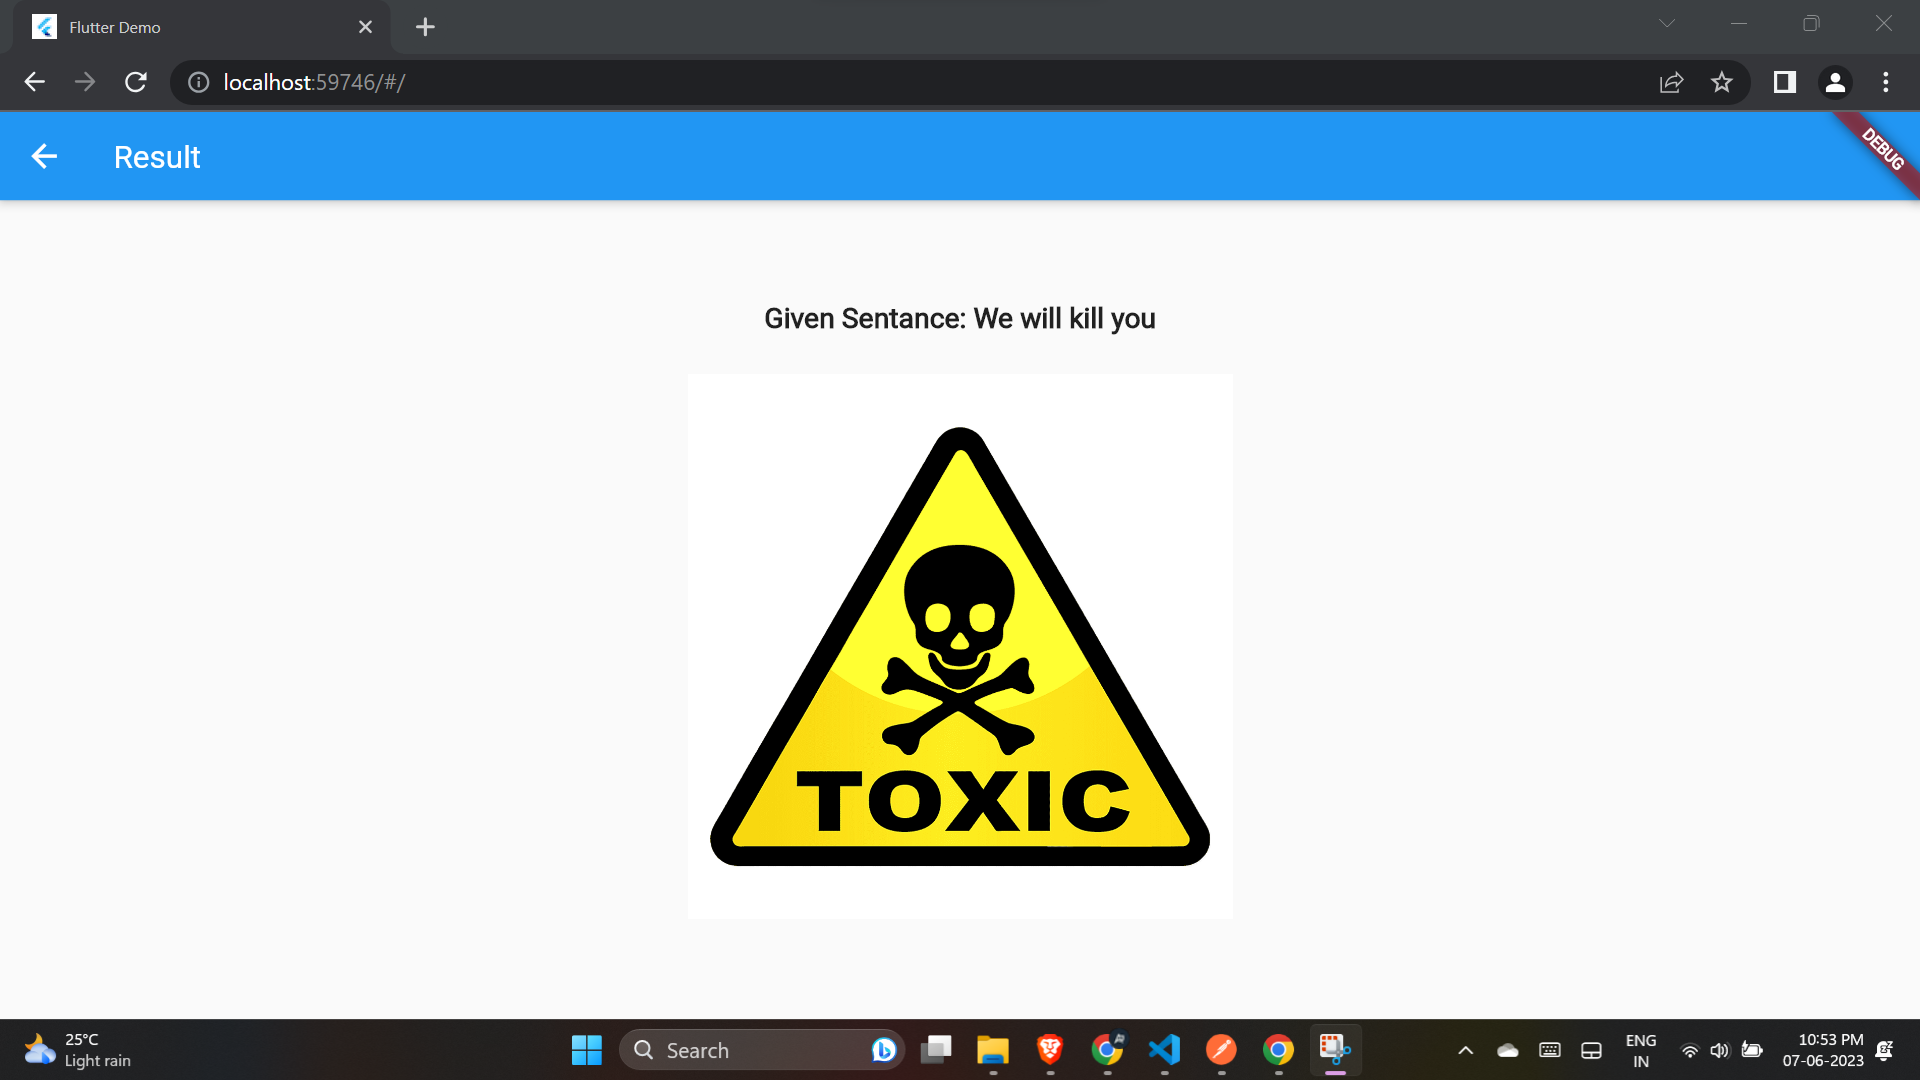 Flutter Demo
localhost:59746/#/
Result
DEBUG
Given Sentance: We will kill you
TOXIC
25°C
Light rain
Search
ENG
IN
10:53 PM
07-06-2023